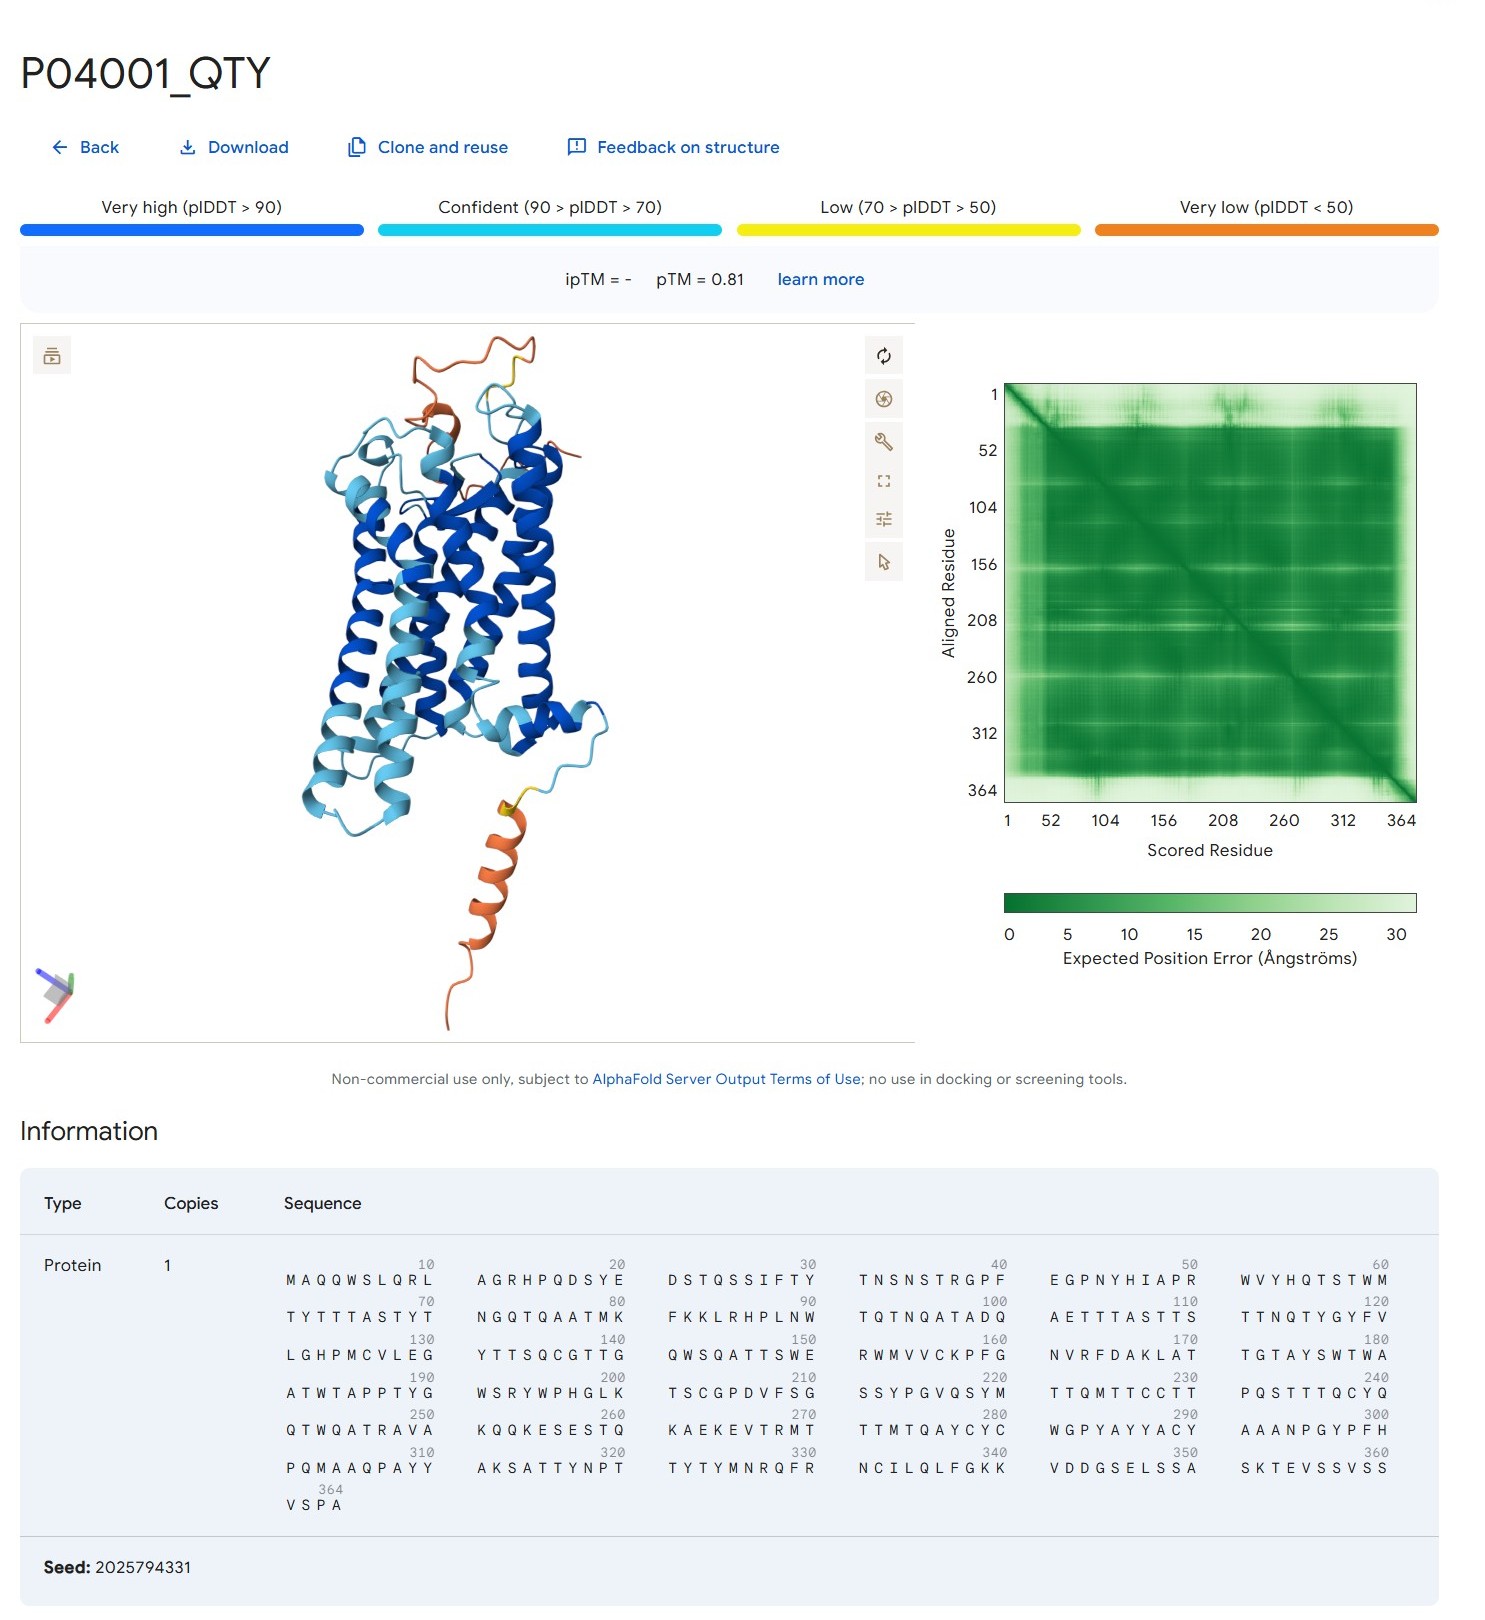 P04001_QTY
Back Download Clone and reuse Feedback on structure
Very high (plDDT > 90) Confident (90 > plDDT > 70) Low (70 > plDDT > 50) Very low (plDDT < 50)
ipTM = - pTM = 0.81 learn more
1
52
104
156
208
260
312
364
Aligned Residue
1 52 104 156 208 260 312 364
Scored Residue
0 5 10 15 20 25 30
Expected Position Error (Ångströms)
Non-commercial use only, subject to AlphaFold Server Output Terms of Use; no use in docking or screening tools.
Information
Type Copies Sequence
Protein 1
10 20 30 40 50 60
MAQQWSLQRL AGRHPQDSYE DSTQSSIFTY TNSNSTRGPF EGPNYHIAPR WVYHQTSTWM
70 80 90 100 110 120
TYTTTASTYT NGQTQAATMK FKKLRHPLNW TQTNQATADQ AETTTASTTS TTNQTYGYFV
130 140 150 160 170 180
LGHPMCVLEG YTTSQCGTTG QWSQATTSWE RWMVVCKPFG NVRFDAKLAT TGTAYSWTWA
190 200 210 220 230 240
ATWTAPPTYG WSRYWPHGLK TSCGPDVFSG SSYPGVQSYM TTQMTTCCTT PQSTTTQCYQ
250 260 270 280 290 300
QTWQATRAVA KQQKESESTQ KAEKEVTRMT TTMTQAYCYC WGPYAYYACY AAANPGYPFH
310 320 330 340 350 360
PQMAAQPAYY AKSATTYNPT TYTYMNRQFR NCILQLFGKK VDDGSELSSA SKTEVSSVSS
364
VSPA
Seed: 2025794331